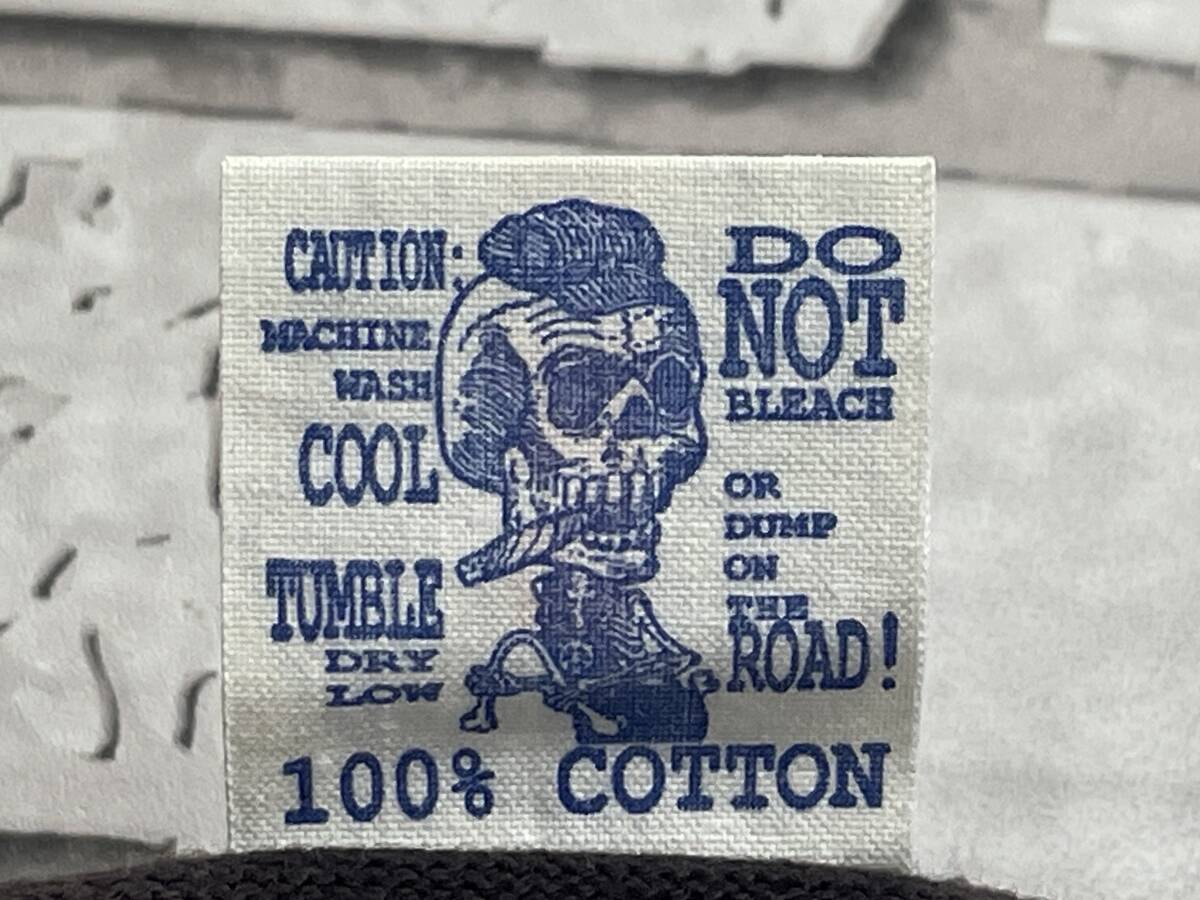 CAUTION:
MACHINE
WASH
COOL
TUMBLE
DRY
LOW
DO
NOT
BLEACH
OR
DUMP
ON
THE
ROAD!
100% COTTON